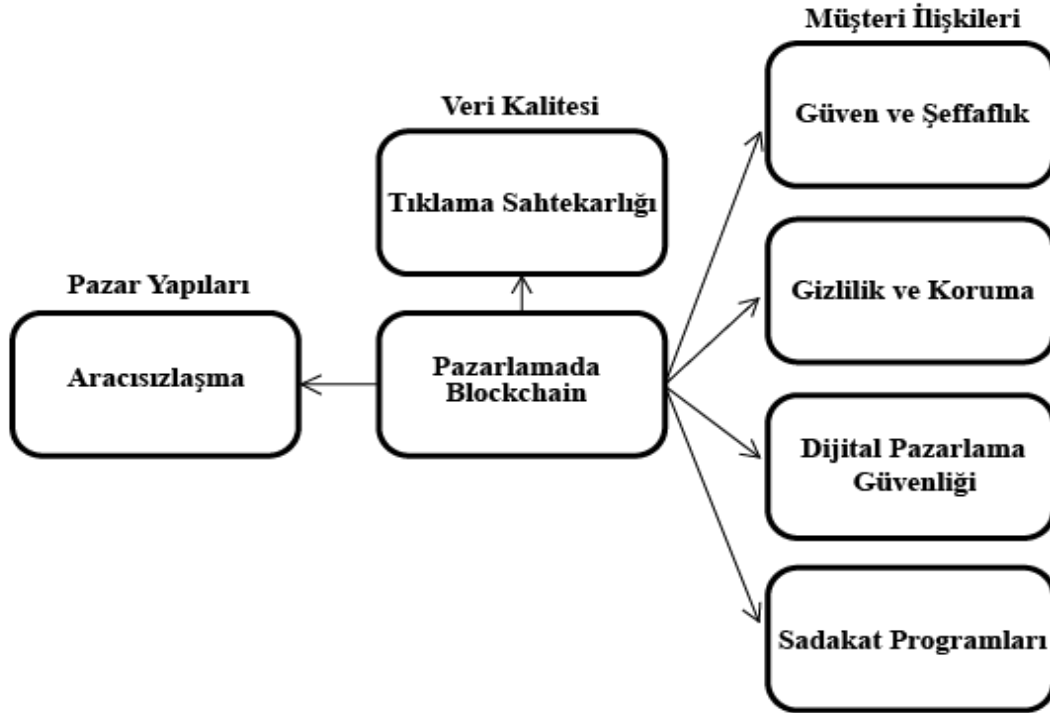 Müşteri İlişkileri
Güven ve Şeffaflık
Veri Kalitesi
Tıklama Sahtekarlığı
Gizlilik ve Koruma
Pazar Yapıları
Aracısızlaşma
Pazarlamada
Blockchain
Dijital Pazarlama
Güvenliği
Sadakat Programları